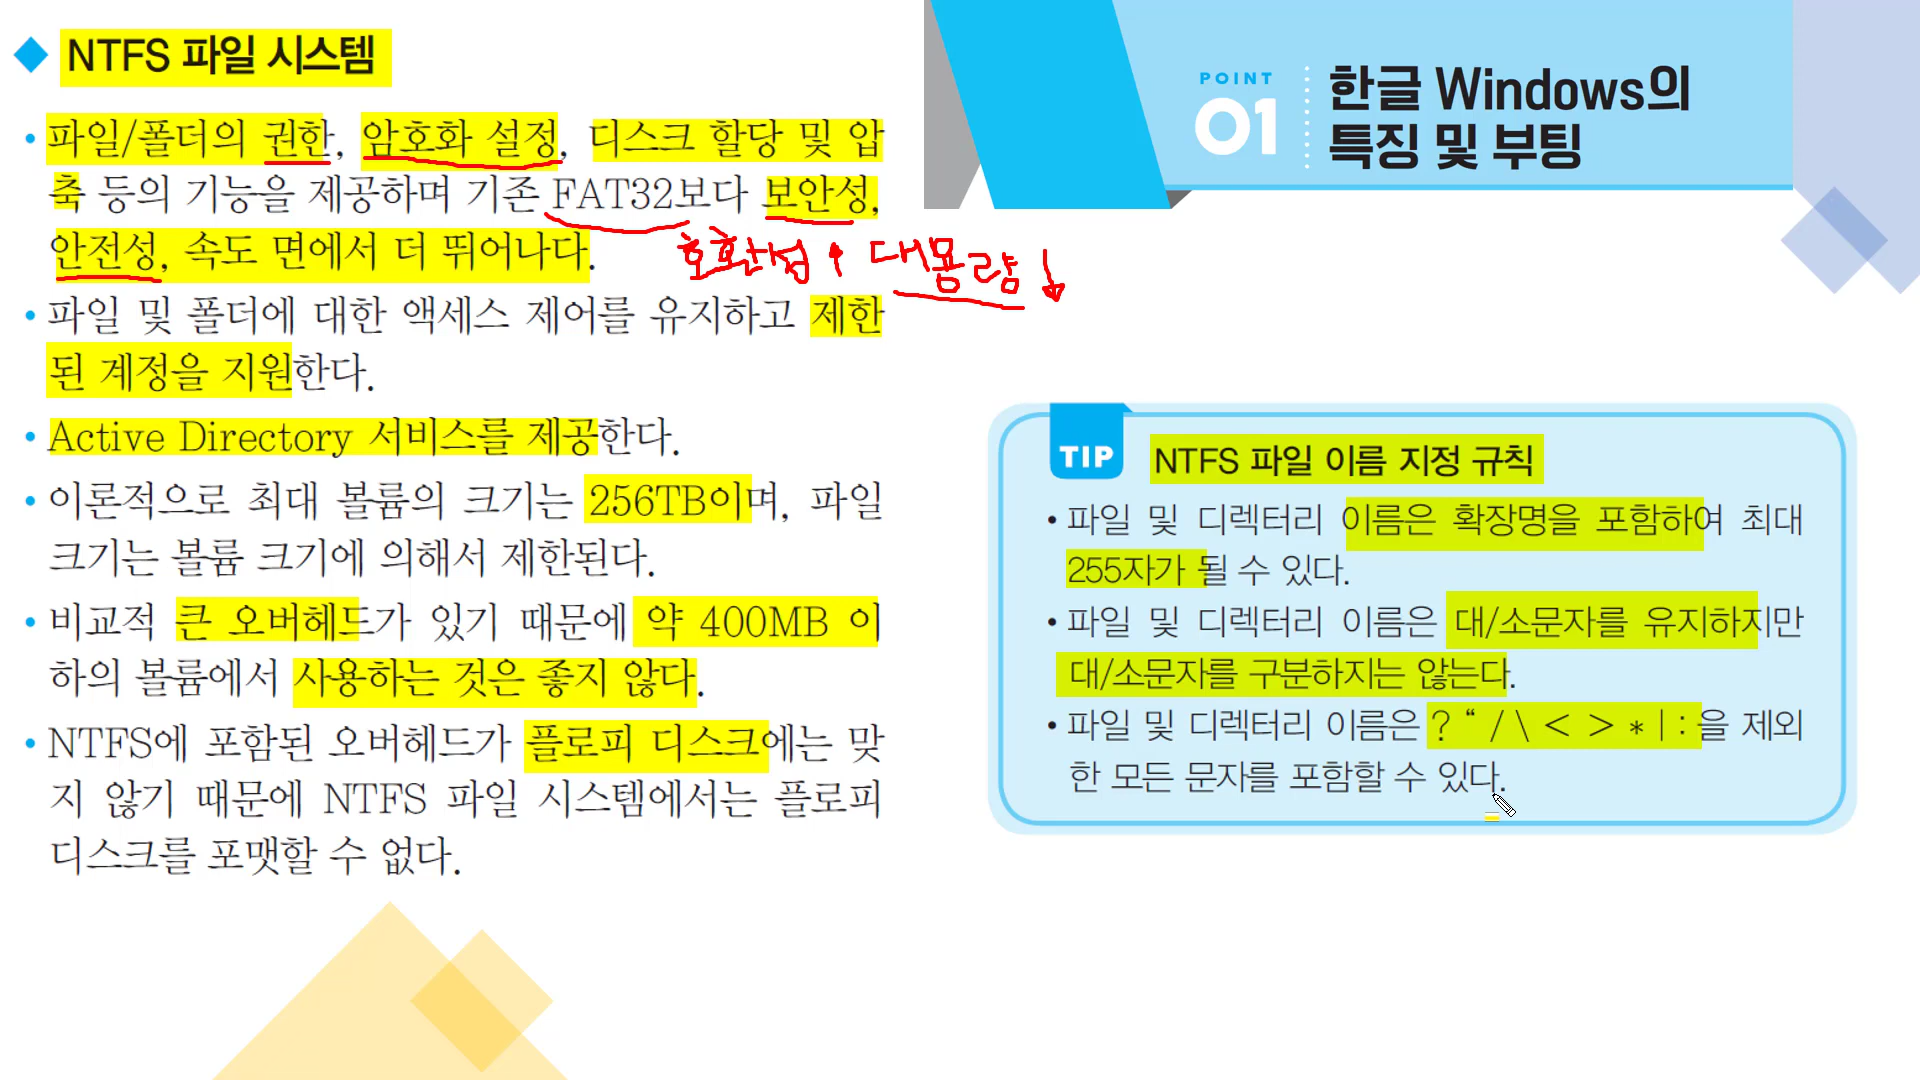 NTFS 파일 시스템
• 파일/폴더의 권한, 암호화 설정, 디스크 할당 및 압
축 등의 기능을 제공하며 기존 FAT32보다 보안성,
안전성, 속도 면에서 더 뛰어나다.
호환성↑ 대용량↓
• 파일 및 폴더에 대한 액세스 제어를 유지하고 제한
된 계정을 지원한다.
• Active Directory 서비스를 제공한다.
• 이론적으로 최대 볼륨의 크기는 256TB이며, 파일
크기는 볼륨 크기에 의해서 제한된다.
• 비교적 큰 오버헤드가 있기 때문에 약 400MB 이
하의 볼륨에서 사용하는 것은 좋지 않다.
• NTFS에 포함된 오버헤드가 플로피 디스크에는 맞
지 않기 때문에 NTFS 파일 시스템에서는 플로피
디스크를 포맷할 수 없다.
POINT
01
한글 Windows의
특징 및 부팅
TIP
NTFS 파일 이름 지정 규칙
• 파일 및 디렉터리 이름은 확장명을 포함하여 최대
255자가 될 수 있다.
• 파일 및 디렉터리 이름은 대/소문자를 유지하지만
대/소문자를 구분하지는 않는다.
• 파일 및 디렉터리 이름은 ? “ / \ < > * | : 을 제외
한 모든 문자를 포함할 수 있다.